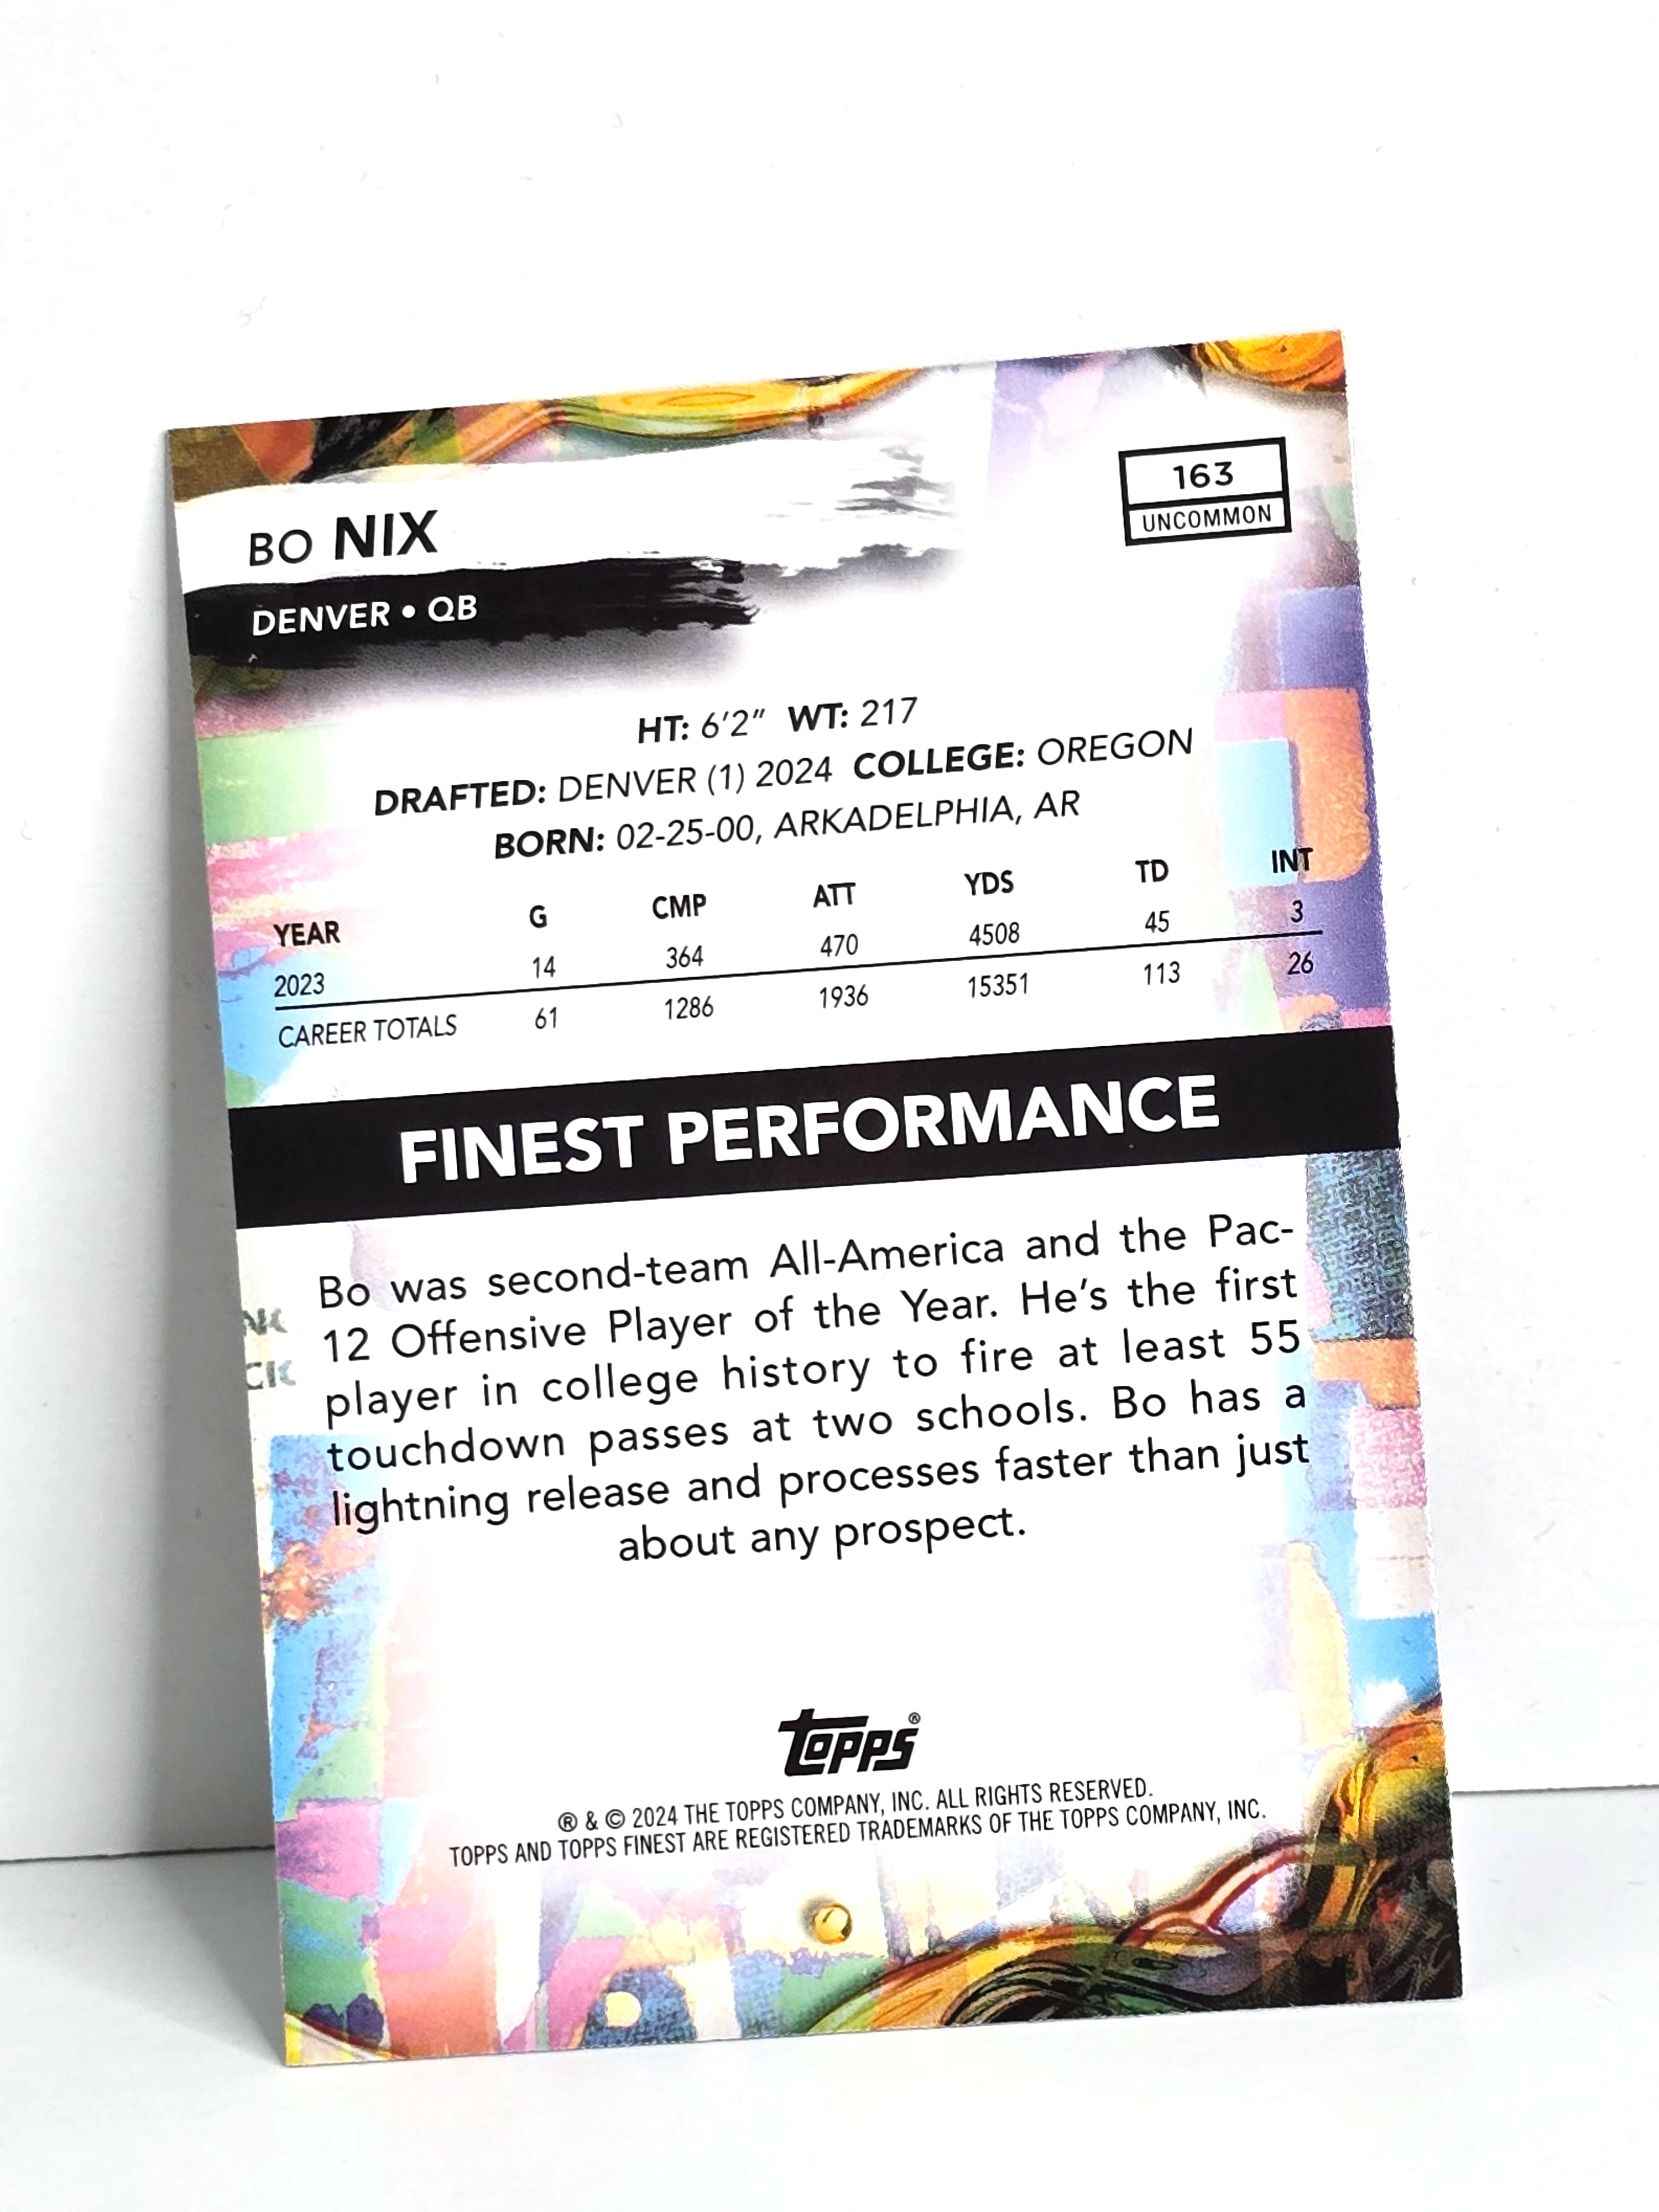 BO NIX
163
UNCOMMON
DENVER • QB
HT: 6'2" WT: 217
DRAFTED: DENVER (1) 2024 COLLEGE: OREGON
BORN: 02-25-00, ARKADELPHIA, AR
YEAR G CMP ATT YDS TD INT
2023 14 364 470 4508 45 3
CAREER TOTALS 61 1286 1936 15351 113 26
FINEST PERFORMANCE
Bo was second-team All-America and the Pac-
12 Offensive Player of the Year. He's the first
player in college history to fire at least 55
touchdown passes at two schools. Bo has a
lightning release and processes faster than just
about any prospect.
topps®
® & © 2024 THE TOPPS COMPANY, INC. ALL RIGHTS RESERVED.
TOPPS AND TOPPS FINEST ARE REGISTERED TRADEMARKS OF THE TOPPS COMPANY, INC.